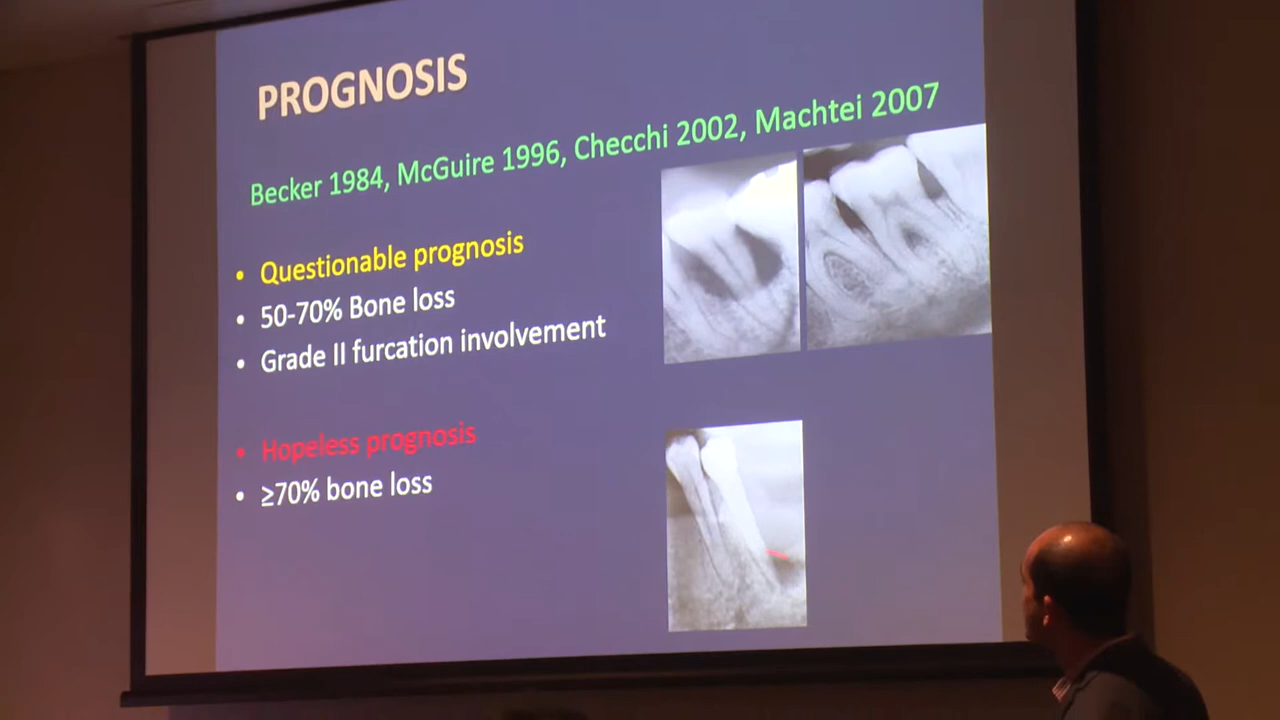 PROGNOSIS
Becker 1984, McGuire 1996, Checchi 2002, Machtei 2007
• Questionable prognosis
• 50-70% Bone loss
• Grade II furcation involvement
• Hopeless prognosis
• ≥70% bone loss